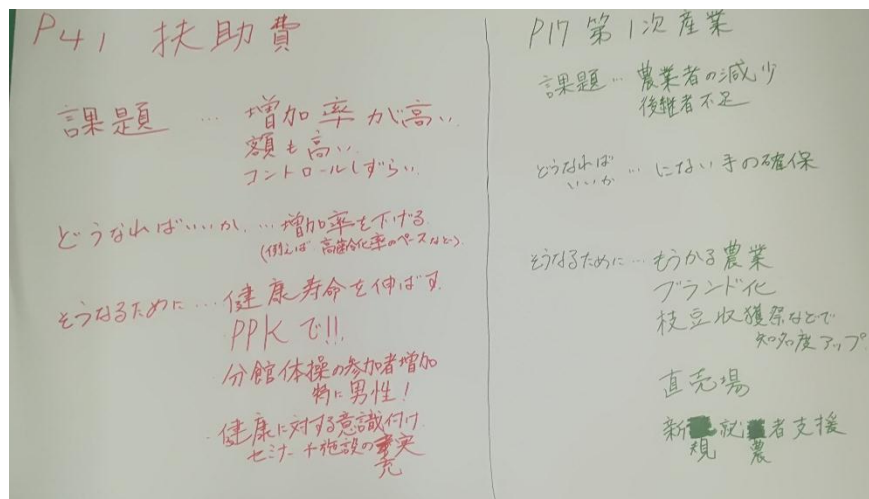 P41 扶助費
課題 … 増加率が高い.
額も高い.
コントロールしずらい.
どうなればいいか. … 増加率を下げる.
(例えば 高齢化率のペースなど)
そうなるために … 健康寿命を伸ばす.
PPKで!!
分館体操の参加者増加
特に男性!
健康に対する意識付け.
セミナー+施設の充実
P17 第1次産業
課題 … 農業者の減少
後継者不足
どうなれば
いいか … にない手の確保
そうなるために … もうかる農業
ブランド化
枝豆収穫祭などで
知名度アップ.
直売場
新規就農者支援